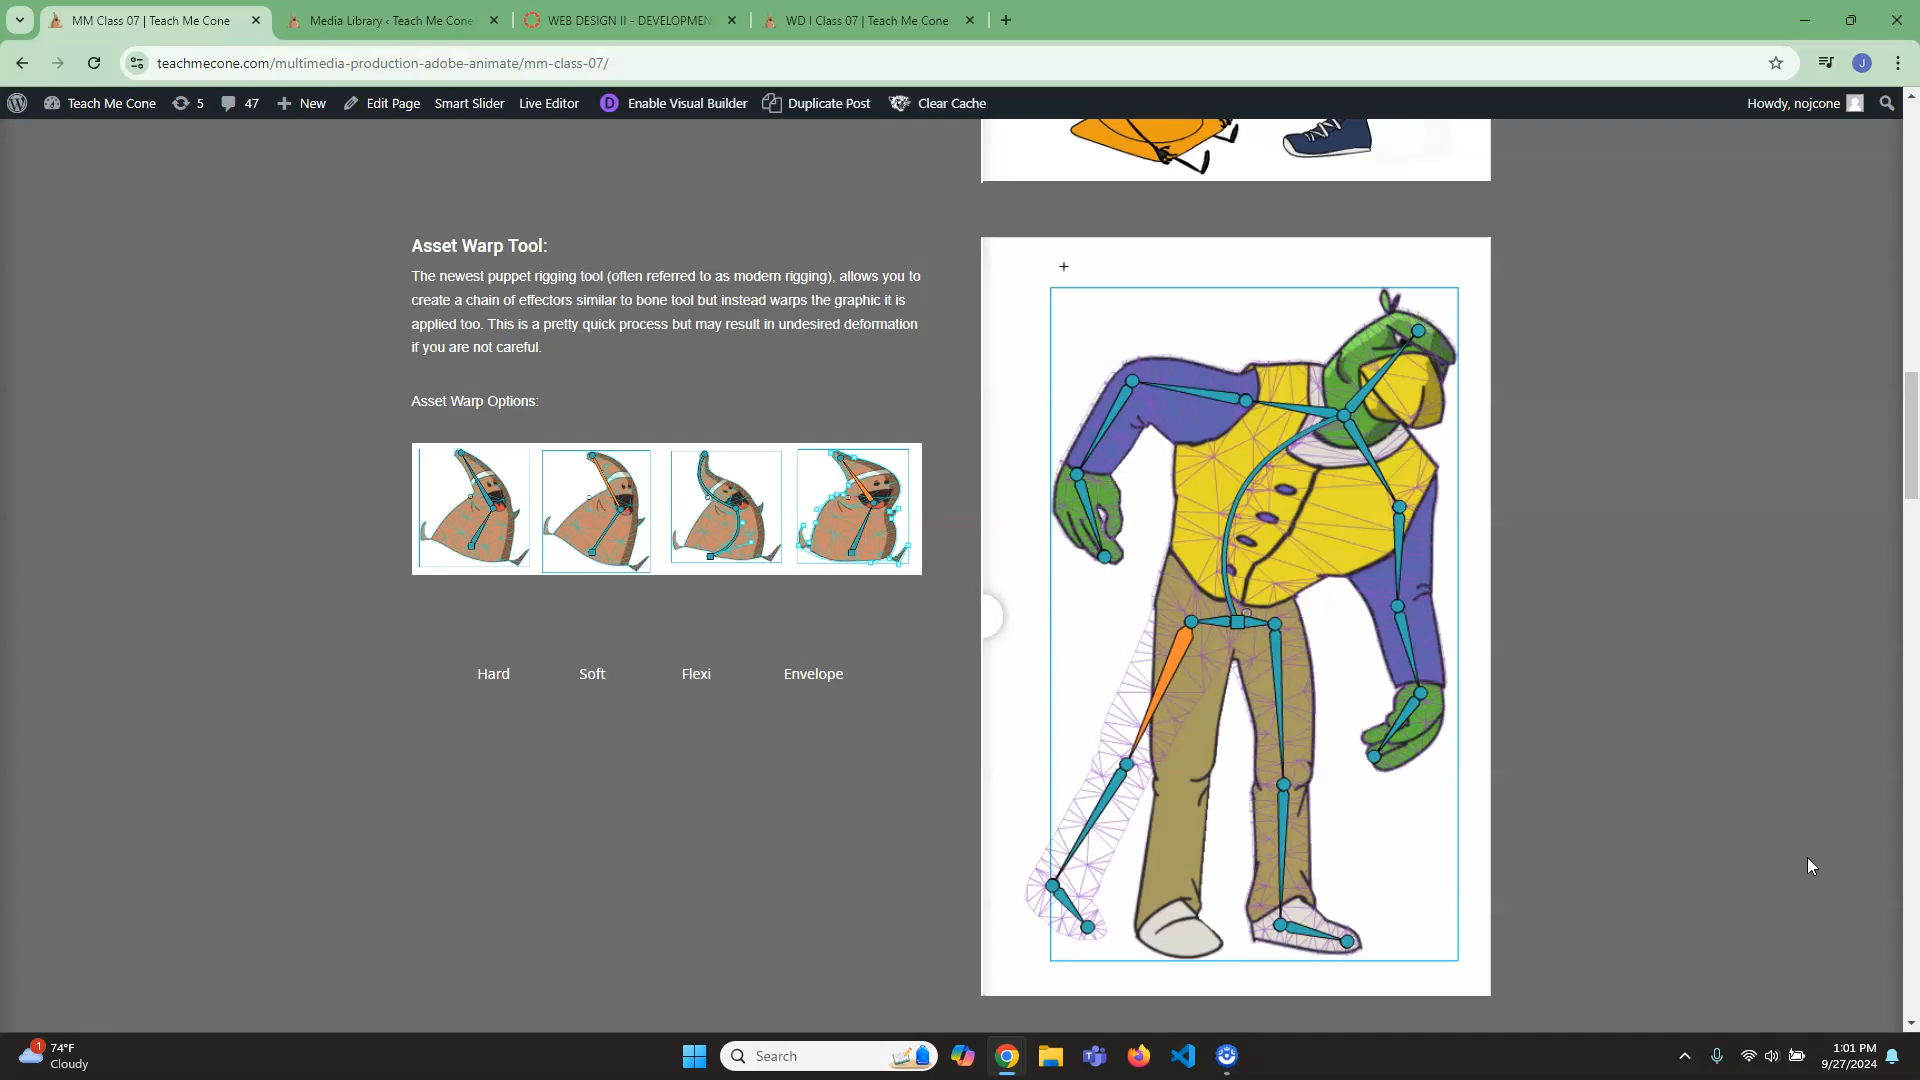 MM Class 07 | Teach Me Cone
Media Library ‹ Teach Me Cone
WEB DESIGN II - DEVELOPMEN
WD I Class 07 | Teach Me Cone
teachmecone.com/multimedia-production-adobe-animate/mm-class-07/
J
Teach Me Cone 5 47 New Edit Page Smart Slider Live Editor D Enable Visual Builder Duplicate Post Clear Cache Howdy, nojcone
Asset Warp Tool:
The newest puppet rigging tool (often referred to as modern rigging), allows you to
create a chain of effectors similar to bone tool but instead warps the graphic it is
applied too. This is a pretty quick process but may result in undesired deformation
if you are not careful.
Asset Warp Options:
Hard Soft Flexi Envelope
1
74°F
Cloudy
Search
1:01 PM
9/27/2024